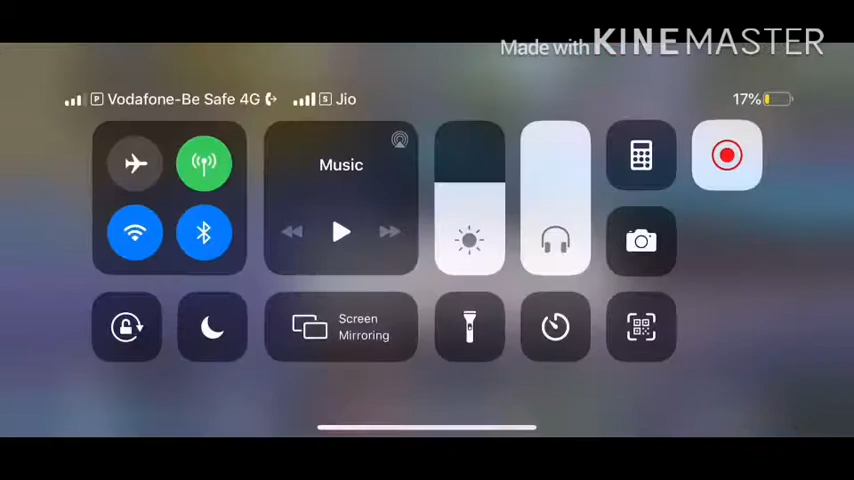 Made with KINEMASTER
P Vodafone-Be Safe 4G S Jio 17%
Music
Screen
Mirroring